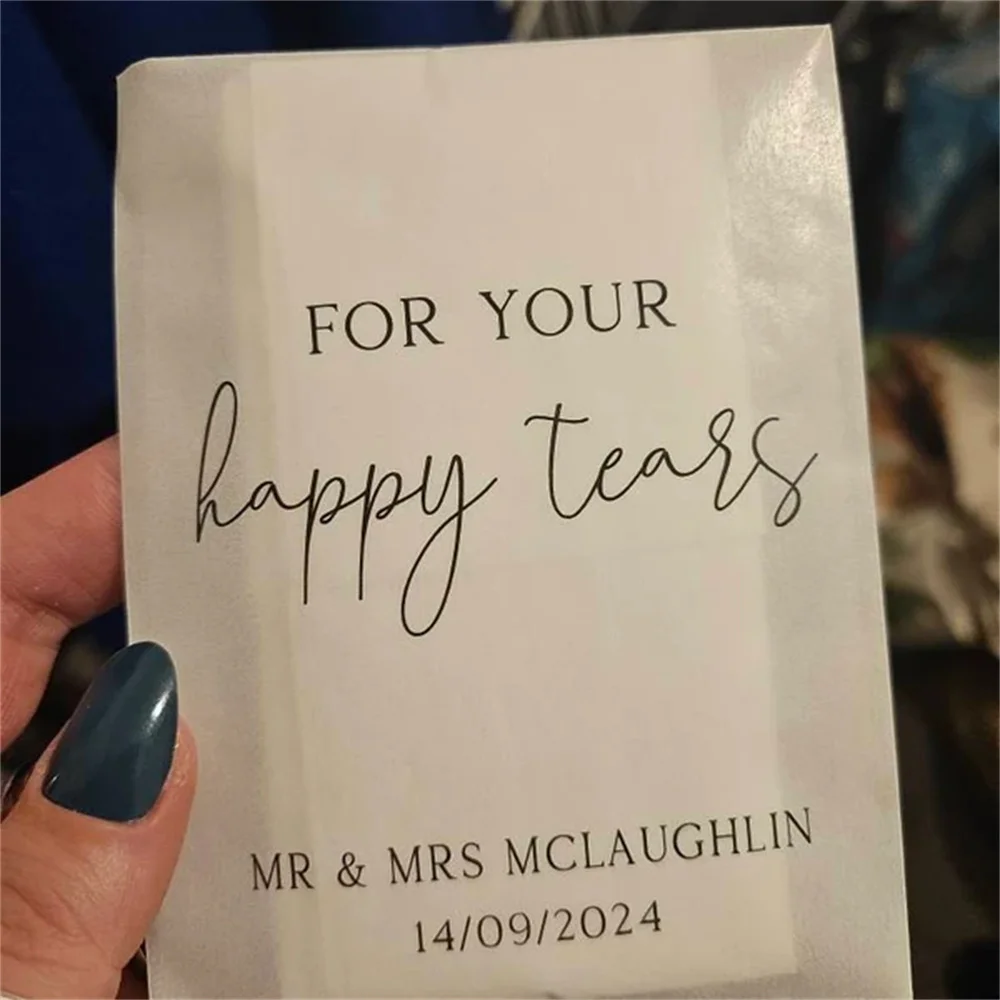 FOR YOUR
happy tears
MR & MRS MCLAUGHLIN
14/09/2024